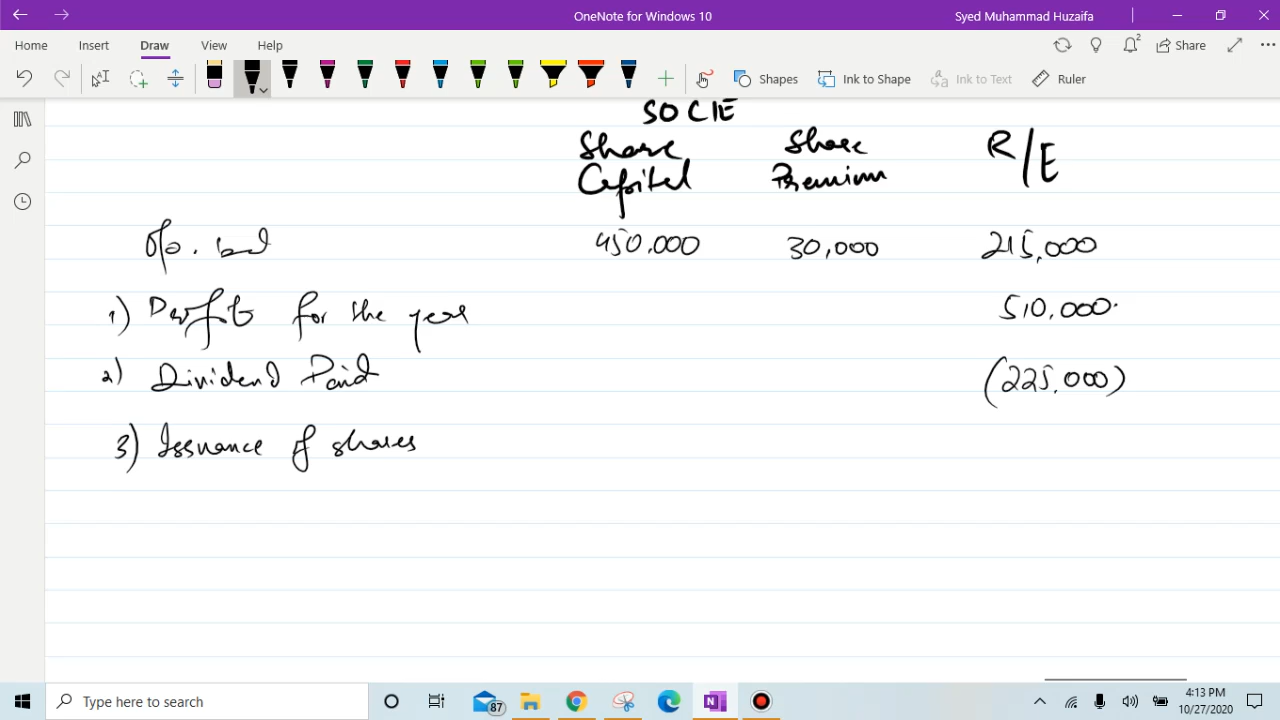 OneNote for Windows 10
Syed Muhammad Huzaifa
Home Insert Draw View Help
Share
Shapes Ink to Shape Ink to Text Ruler
SOCIE
Share Capital Share Premium R/E
Op. bal 450.000 30,000 215,000
1) Profit for the year 510.000
2) Dividend Paid (225.000)
3) Issuance of shares
Type here to search
87
4:13 PM
10/27/2020